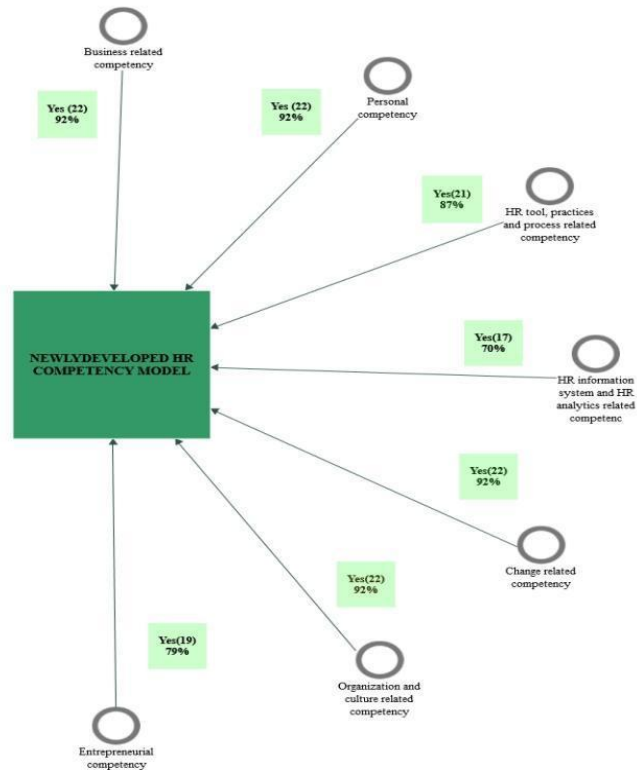 Business related
competency
Yes (22)
92%
Yes (22)
92%
Personal
competency
Yes(21)
87%
HR tool, practices
and process related
competency
NEWLYDEVELOPED HR
COMPETENCY MODEL
Yes(17)
70%
HR information
system and HR
analytics related
competenc
Yes(22)
92%
Change related
competency
Yes(22)
92%
Organization and
culture related
competency
Yes(19)
79%
Entrepreneurial
competency